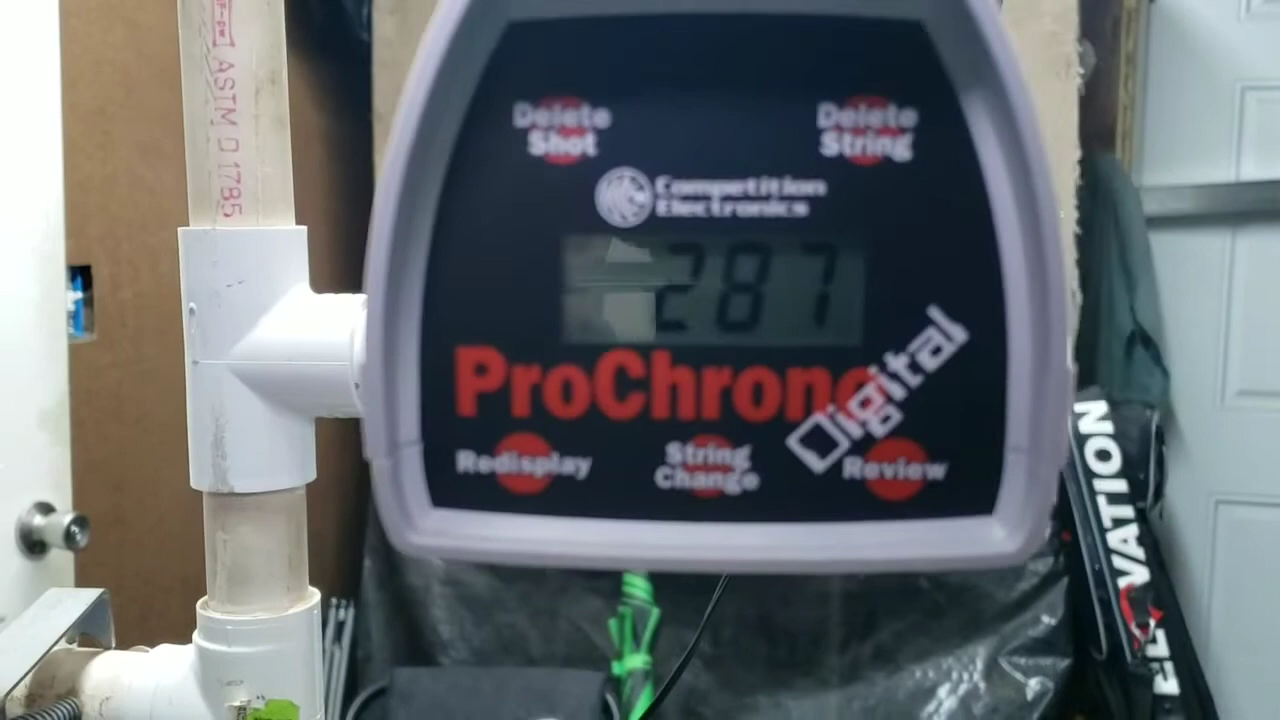 ASTM D 1785
Delete
Shot
Delete
String
Competition
Electronics
287
ProChrono
Digital
Redisplay
String
Change
Review
VATION